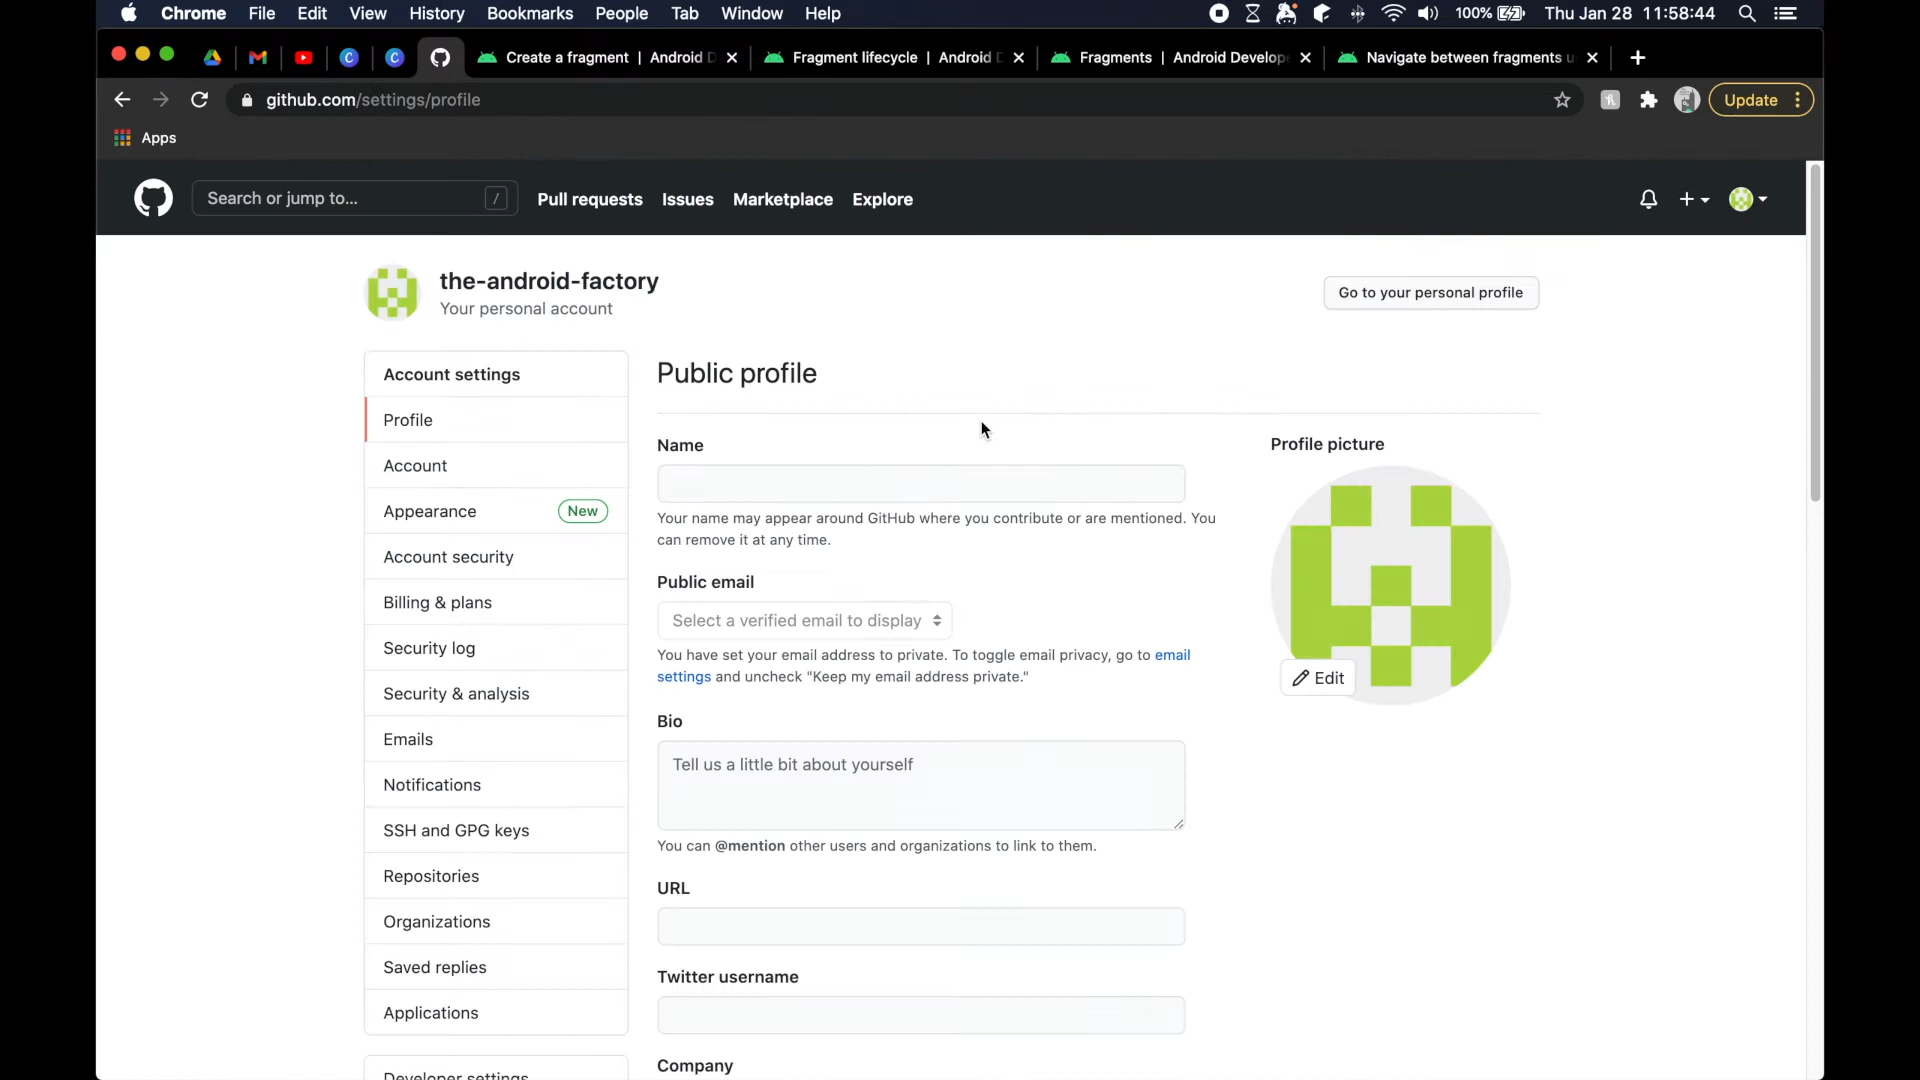 Chrome File Edit View History Bookmarks People Tab Window Help 100% Thu Jan 28 11:58:44
Create a fragment | Android D Fragment lifecycle | Android D Fragments | Android Develop Navigate between fragments u
github.com/settings/profile Update
Apps
Search or jump to... / Pull requests Issues Marketplace Explore
the-android-factory
Your personal account
Go to your personal profile
Account settings
Profile
Account
Appearance New
Account security
Billing & plans
Security log
Security & analysis
Emails
Notifications
SSH and GPG keys
Repositories
Organizations
Saved replies
Applications
Developer settings
Public profile
Name
Your name may appear around GitHub where you contribute or are mentioned. You
can remove it at any time.
Public email
Select a verified email to display
You have set your email address to private. To toggle email privacy, go to email
settings and uncheck "Keep my email address private."
Bio
Tell us a little bit about yourself
You can @mention other users and organizations to link to them.
URL
Twitter username
Company
Profile picture
Edit